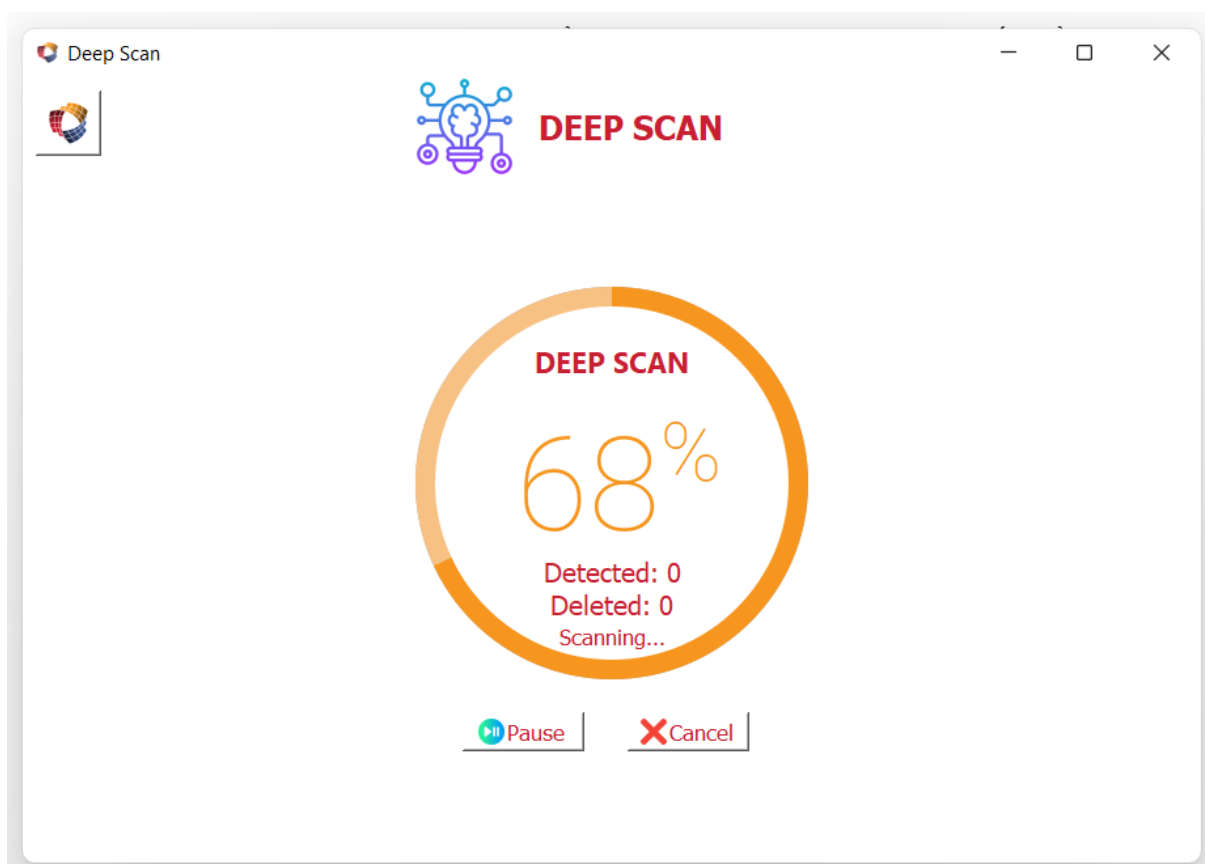 Deep Scan
DEEP SCAN
DEEP SCAN
68%
Detected: 0
Deleted: 0
Scanning...
Pause
Cancel